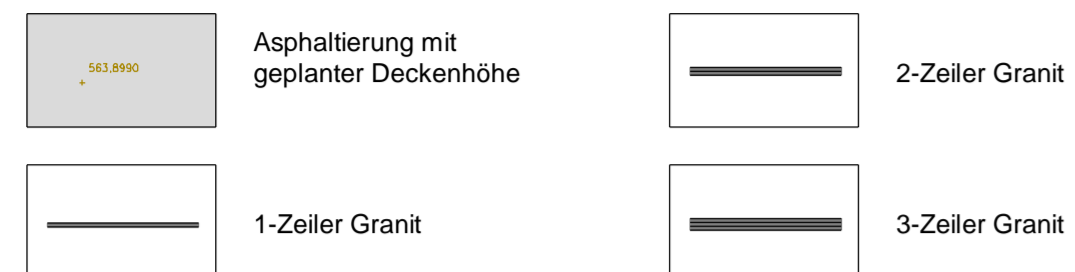 563,8990
Asphaltierung mit
geplanter Deckenhöhe
2-Zeiler Granit
1-Zeiler Granit
3-Zeiler Granit